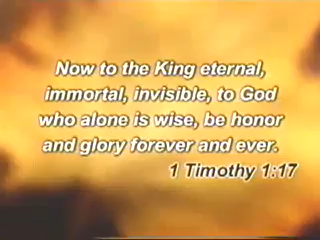 Now to the King eternal,
immortal, invisible, to God
who alone is wise, be honor
and glory forever and ever.
1 Timothy 1:17